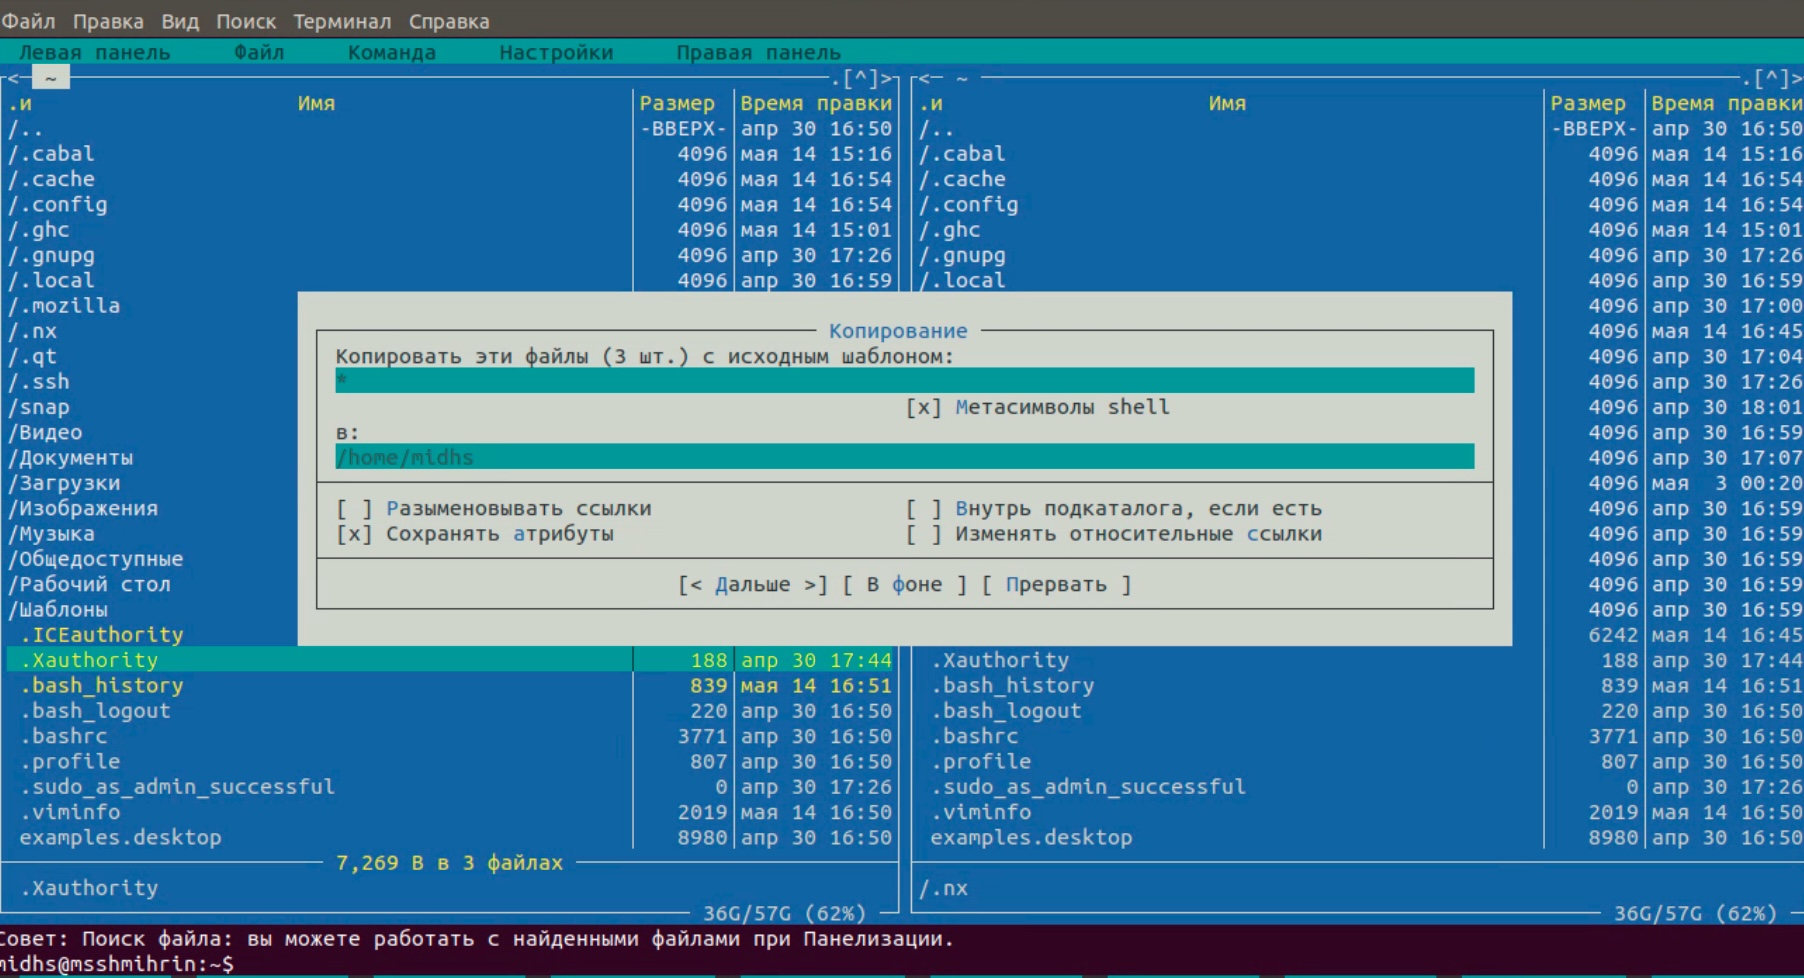 Файл Правка Вид Поиск Терминал Справка
Левая панель Файл Команда Настройки Правая панель
<— ~ .[^]> <— ~ .[^]>
.и Имя Размер Время правки .и Имя Размер Время правки
/.. -ВВЕРХ- апр 30 16:50 /.. -ВВЕРХ- апр 30 16:50
/.cabal 4096 мая 14 15:16 /.cabal 4096 мая 14 15:16
/.cache 4096 мая 14 16:54 /.cache 4096 мая 14 16:54
/.config 4096 мая 14 16:54 /.config 4096 мая 14 16:54
/.ghc 4096 мая 14 15:01 /.ghc 4096 мая 14 15:01
/.gnupg 4096 апр 30 17:26 /.gnupg 4096 апр 30 17:26
/.local 4096 апр 30 16:59 /.local 4096 апр 30 16:59
/.mozilla 4096 апр 30 17:00
/.nx Копирование 4096 мая 14 16:45
/.qt Копировать эти файлы (3 шт.) с исходным шаблоном: 4096 апр 30 17:04
/.ssh * 4096 апр 30 17:26
/snap [x] Метасимволы shell 4096 апр 30 18:01
/Видео в: 4096 апр 30 16:59
/Документы /home/midhs 4096 апр 30 17:07
/Загрузки 4096 мая 3 00:20
/Изображения [ ] Разыменовывать ссылки [ ] Внутрь подкаталога, если есть 4096 апр 30 16:59
/Музыка [x] Сохранять атрибуты [ ] Изменять относительные ссылки 4096 апр 30 16:59
/Общедоступные 4096 апр 30 16:59
/Рабочий стол [< Дальше >] [ В фоне ] [ Прервать ] 4096 апр 30 16:59
/Шаблоны 4096 апр 30 16:59
.ICEauthority 6242 мая 14 16:45
.Xauthority 188 апр 30 17:44 .Xauthority 188 апр 30 17:44
.bash_history 839 мая 14 16:51 .bash_history 839 мая 14 16:51
.bash_logout 220 апр 30 16:50 .bash_logout 220 апр 30 16:50
.bashrc 3771 апр 30 16:50 .bashrc 3771 апр 30 16:50
.profile 807 апр 30 16:50 .profile 807 апр 30 16:50
.sudo_as_admin_successful 0 апр 30 17:26 .sudo_as_admin_successful 0 апр 30 17:26
.viminfo 2019 мая 14 16:50 .viminfo 2019 мая 14 16:50
examples.desktop 8980 апр 30 16:50 examples.desktop 8980 апр 30 16:50
7,269 B в 3 файлах
.Xauthority /.nx
36G/57G (62%) 36G/57G (62%)
Совет: Поиск файла: вы можете работать с найденными файлами при Панелизации.
midhs@msshmihrin:~$